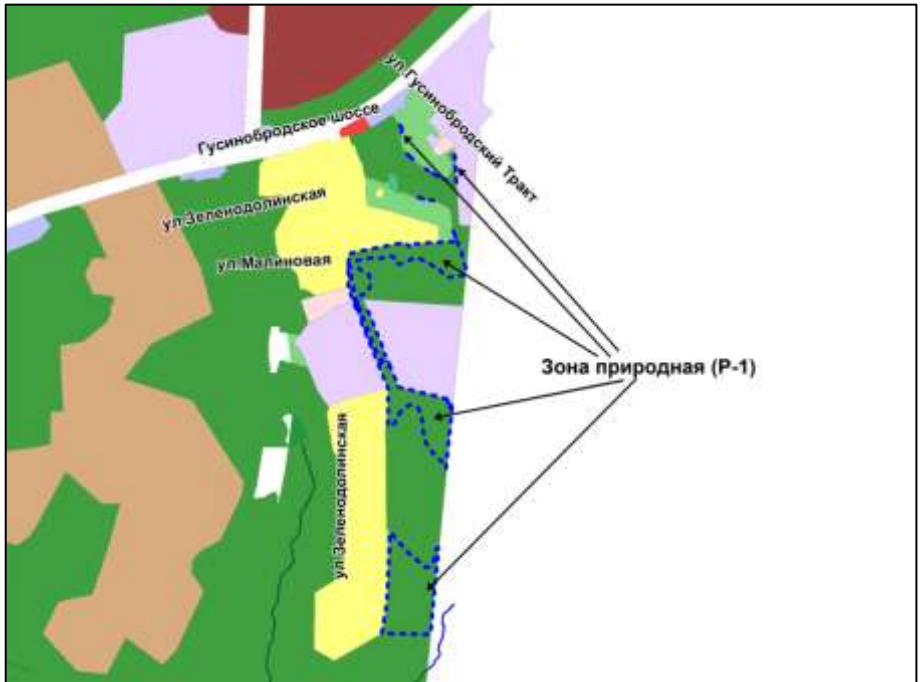 ул.Гусинобродский Тракт
Гусинобродское шоссе
ул.Зеленодолинская
ул.Малиновая
Зона природная (Р-1)
ул.Зеленодолинская